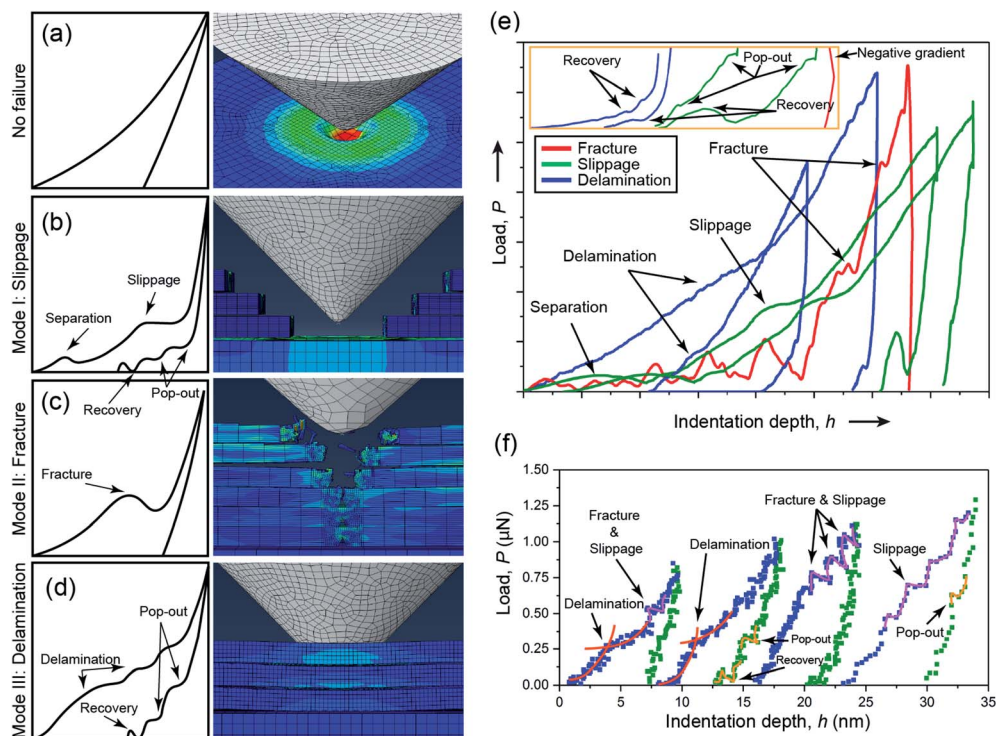 (a)
No failure
(b)
Mode I: Slippage
Separation
Slippage
Recovery
Pop-out
(c)
Mode II: Fracture
Fracture
(d)
Mode III: Delamination
Delamination
Pop-out
Recovery
(e)
Recovery
Pop-out
Recovery
Negative gradient
Fracture
Slippage
Delamination
Fracture
Slippage
Delamination
Separation
Load, P
Indentation depth, h
(f)
1.50
1.25
1.00
0.75
0.50
0.25
0.00
Load, P (µN)
Fracture
&
Slippage
Delamination
Delamination
Fracture & Slippage
Slippage
Pop-out
Pop-out
Recovery
0
5
10
15
20
25
30
35
Indentation depth, h (nm)